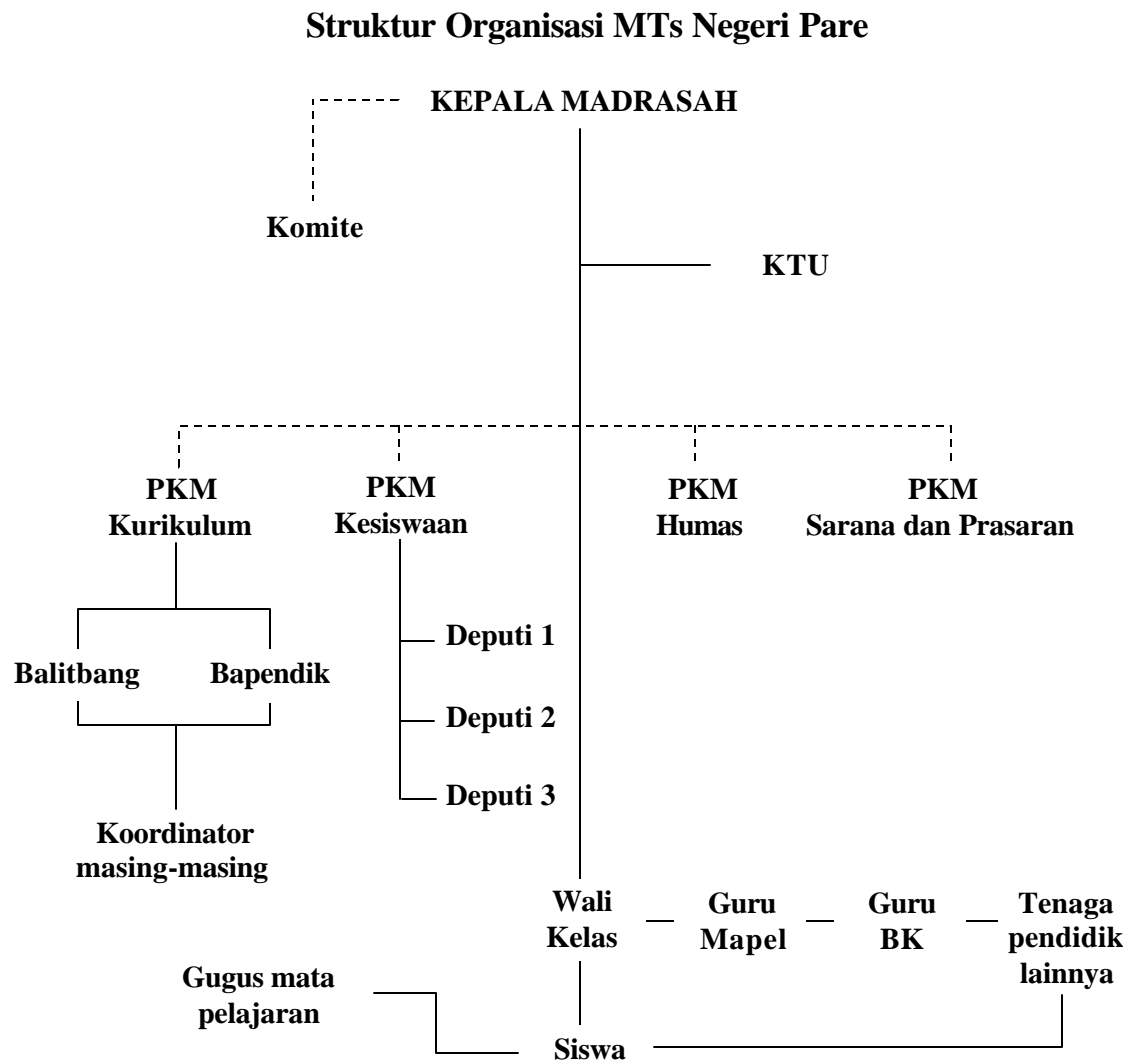 Struktur Organisasi MTs Negeri Pare
KEPALA MADRASAH
Komite
KTU
PKM
Kurikulum
PKM
Kesiswaan
PKM
Humas
PKM
Sarana dan Prasaran
Balitbang
Bapendik
Deputi 1
Deputi 2
Deputi 3
Koordinator
masing-masing
Wali
Kelas
Guru
Mapel
Guru
BK
Tenaga
pendidik
lainnya
Gugus mata
pelajaran
Siswa